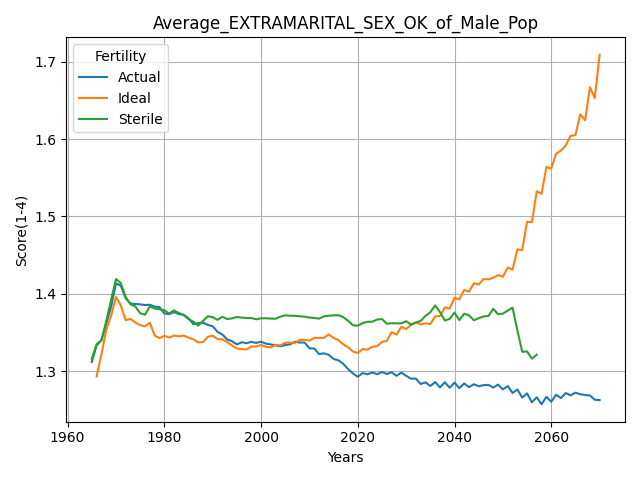 Average_EXTRAMARITAL_SEX_OK_of_Male_Pop
Fertility
Actual
Ideal
Sterile
Score(1-4)
1.7
1.6
1.5
1.4
1.3
1960 1980 2000 2020 2040 2060
Years